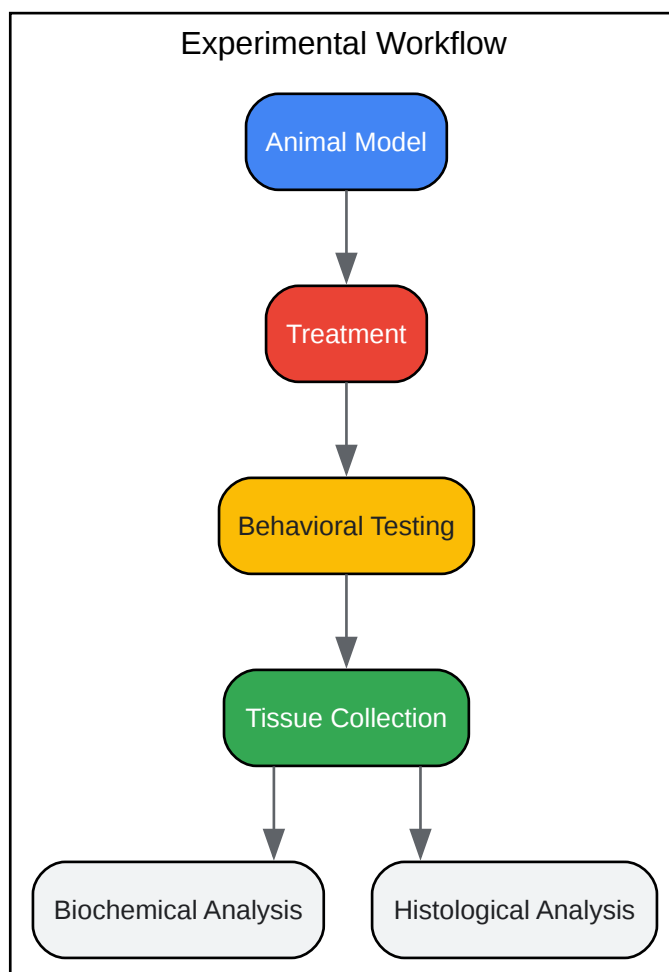 Experimental Workflow
Animal Model
Treatment
Behavioral Testing
Tissue Collection
Biochemical Analysis
Histological Analysis